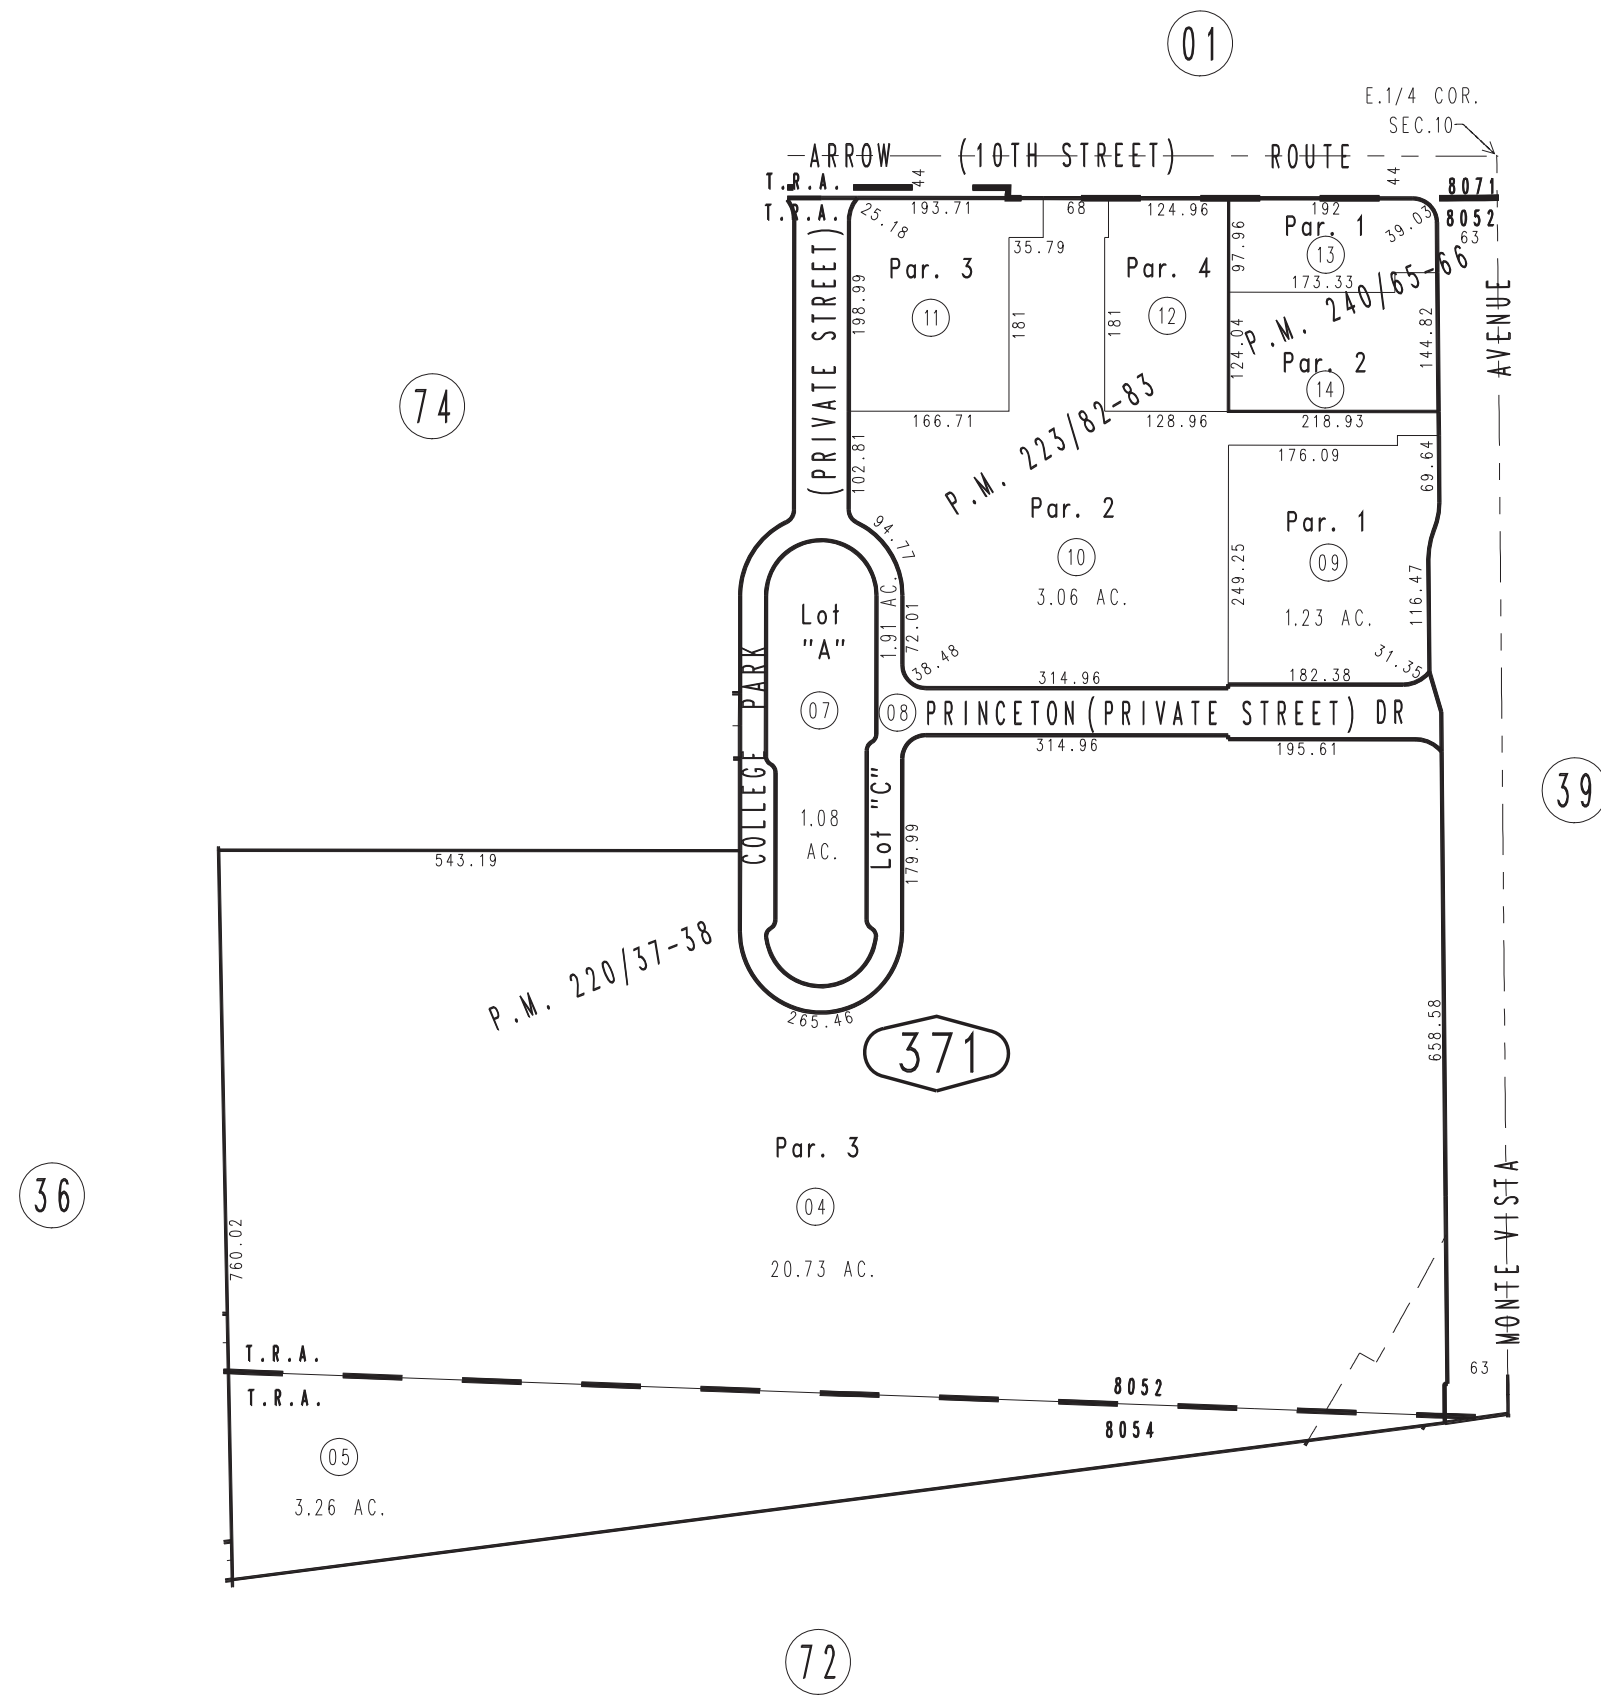 01
E.1/4 COR.
SEC.10
ARROW (10TH STREET) ROUTE
T.R.A.
44
44
8071
T.R.A.
8052
63
25.18
193.71
68
124.96
192
39.03
35.79
97.96
Par. 1
13
173.33
P.M. 240/65-66
Par. 3
11
198.99
181
Par. 4
12
181
124.04
144.82
Par. 2
14
(PRIVATE STREET)
AVENUE
74
166.71
128.96
218.93
P.M. 223/82-83
102.81
176.09
69.64
94.77
Par. 2
10
3.06 AC.
Par. 1
09
1.23 AC.
249.25
116.47
Lot
"A"
1.91 AC.
72.01
38.48
314.96
182.38
31.35
07
08
PRINCETON (PRIVATE STREET) DR
314.96
195.61
COLLEGE PARK
1.08
AC.
Lot "C"
179.99
39
543.19
P.M. 220/37-38
265.46
371
658.58
Par. 3
04
20.73 AC.
36
760.02
MONTE VISTA
T.R.A.
T.R.A.
8052
8054
63
05
3.26 AC.
72